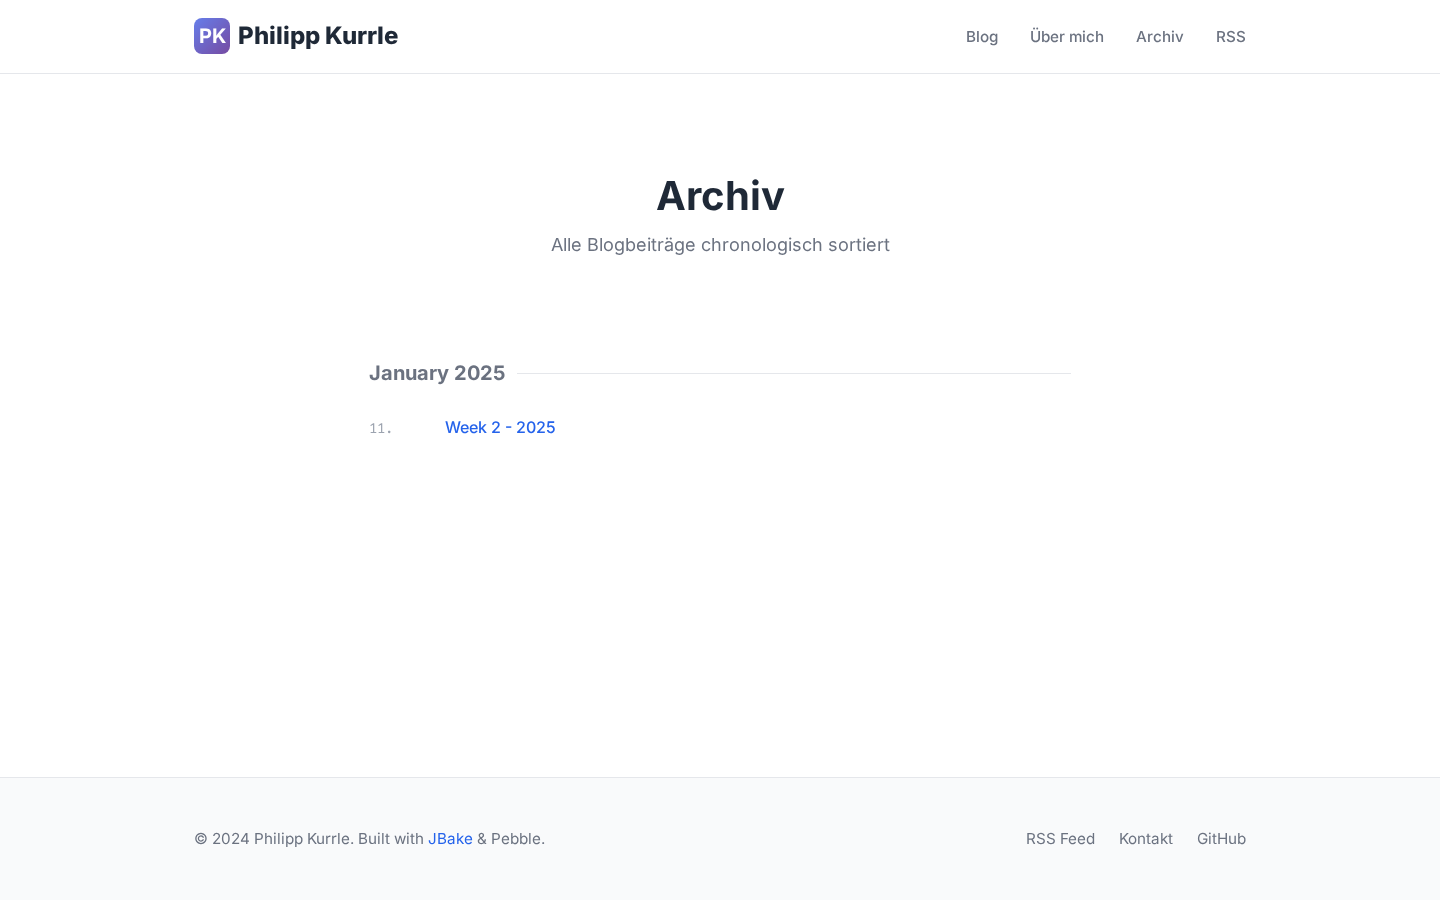 PK Philipp Kurrle
Blog Über mich Archiv RSS
Archiv
Alle Blogbeiträge chronologisch sortiert
January 2025
11. Week 2 - 2025
© 2024 Philipp Kurrle. Built with JBake & Pebble.
RSS Feed Kontakt GitHub